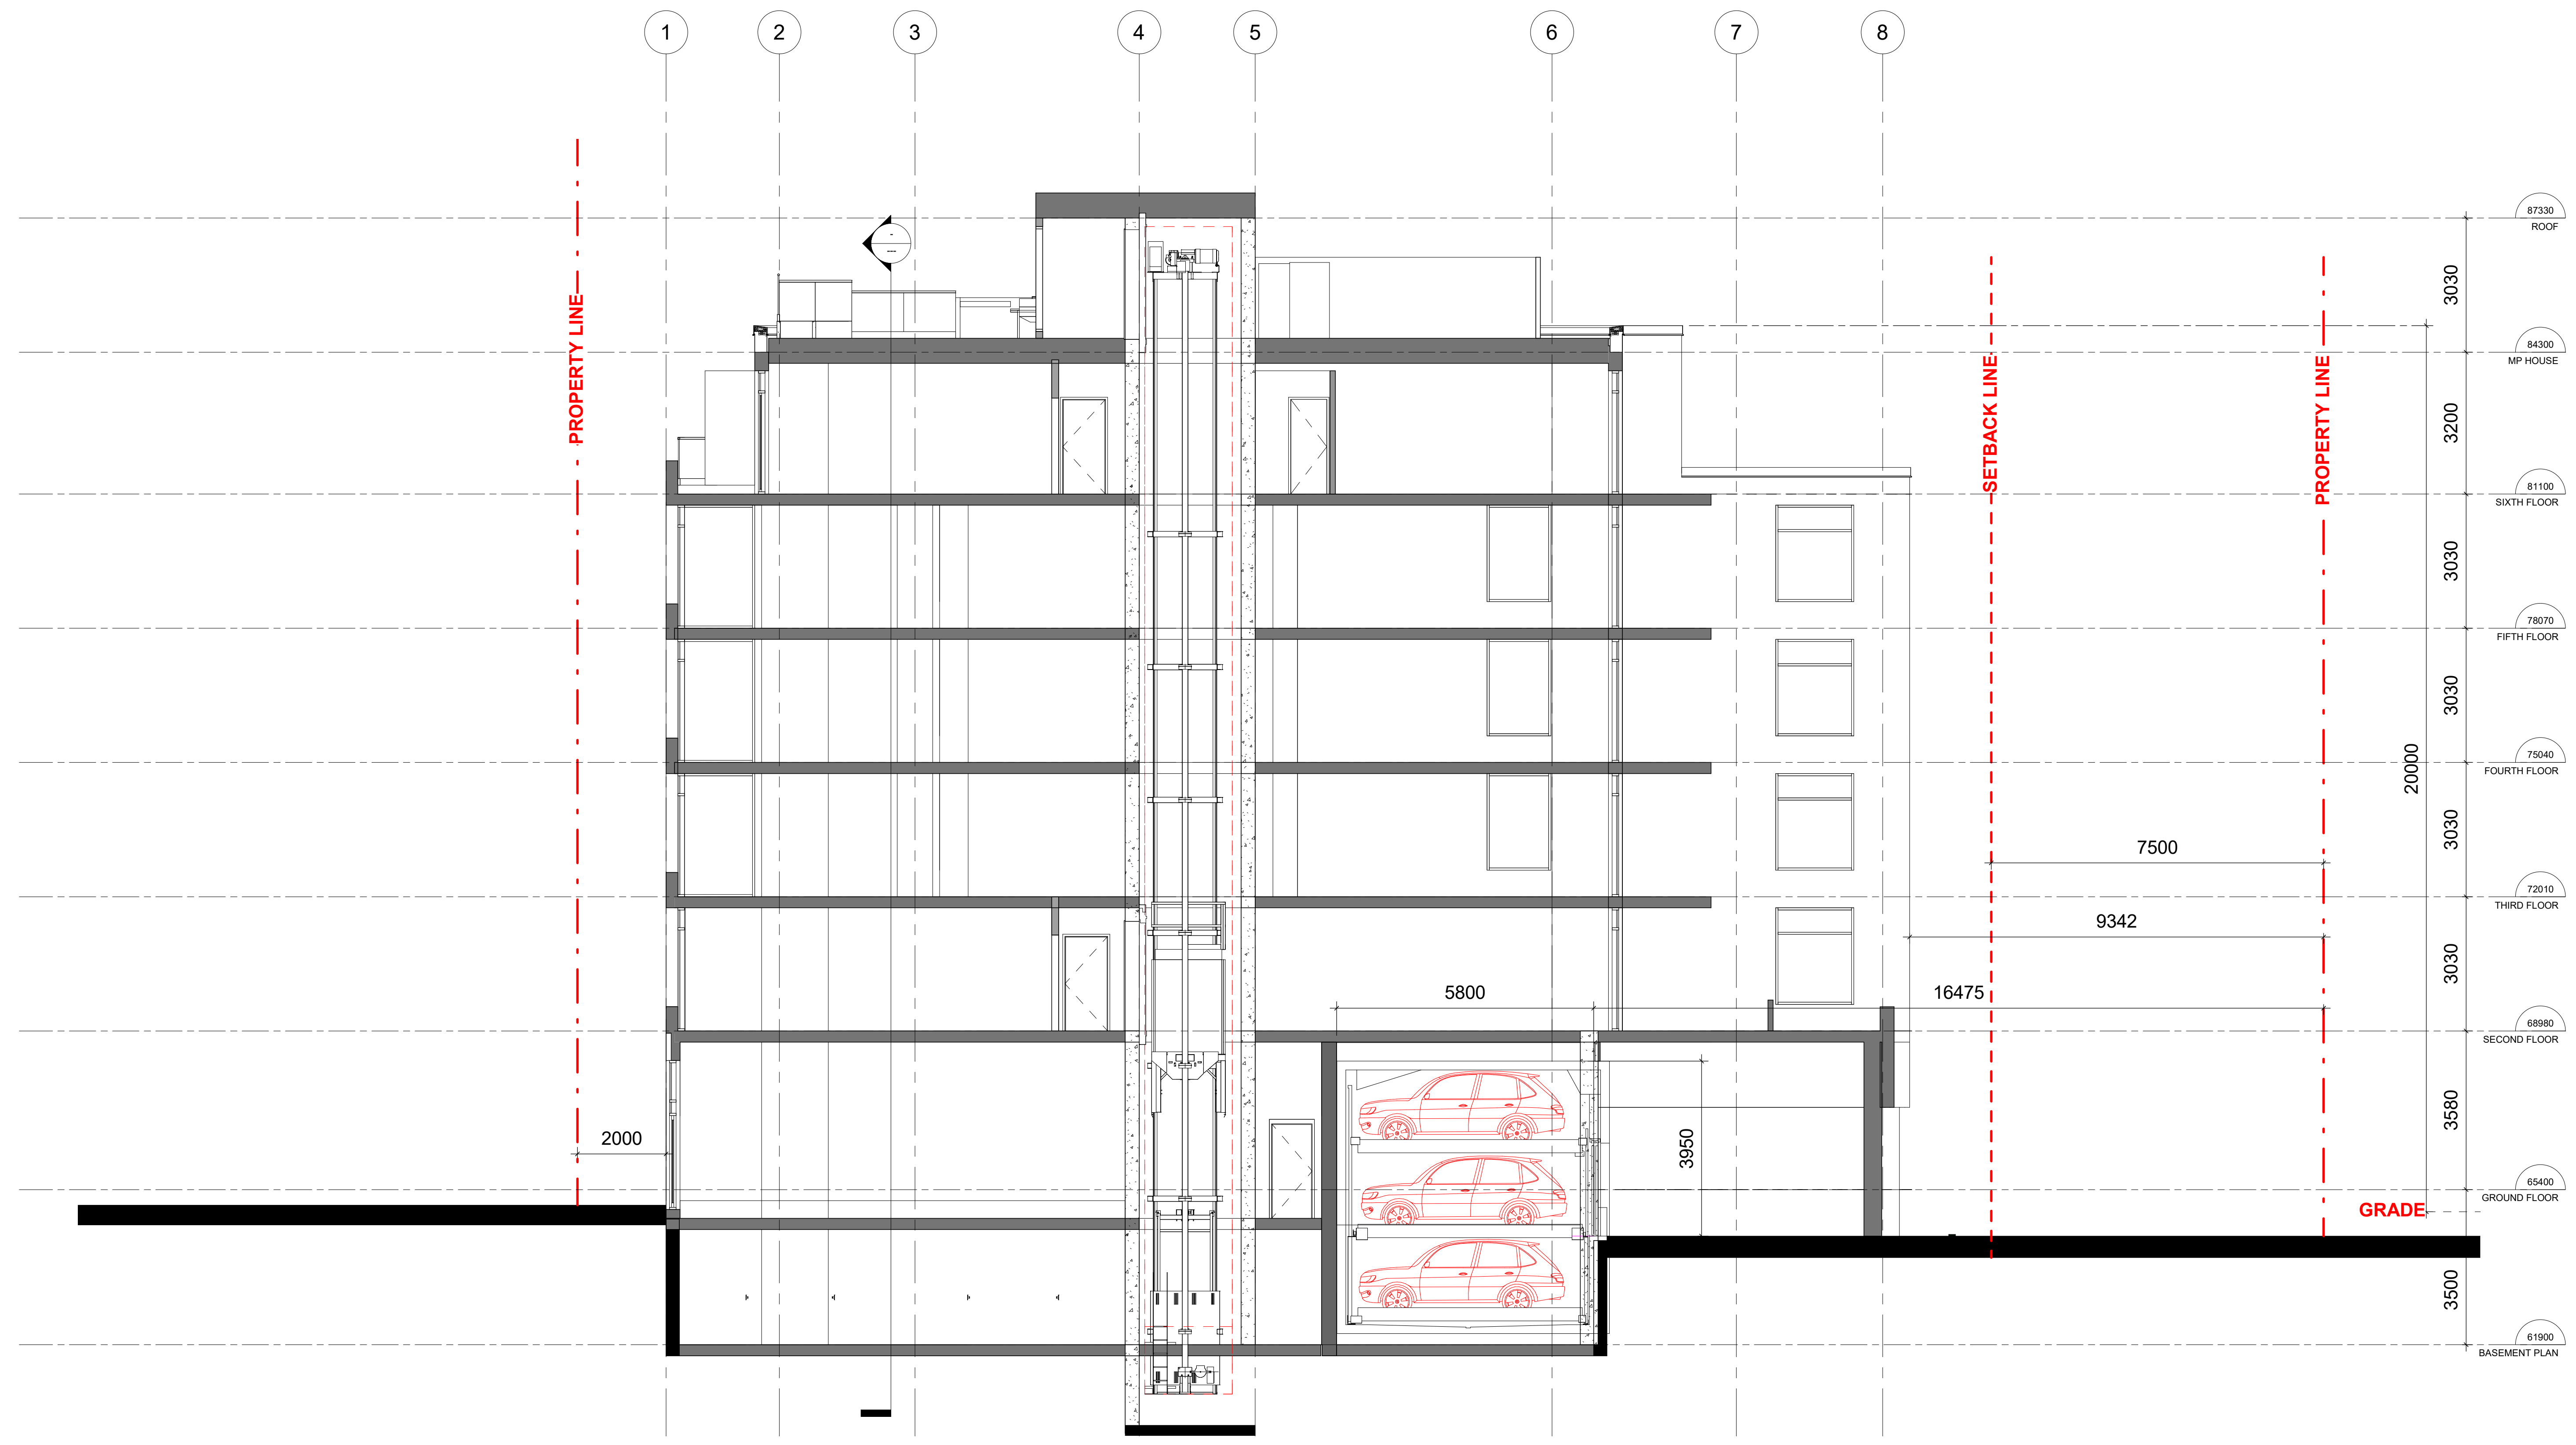 1
2
3
4
5
6
7
8
87330
ROOF
3030
84300
MP HOUSE
3200
81100
SIXTH FLOOR
3030
78070
FIFTH FLOOR
3030
75040
FOURTH FLOOR
3030
72010
THIRD FLOOR
3030
68980
SECOND FLOOR
3580
65400
GROUND FLOOR
3500
61900
BASEMENT PLAN
PROPERTY LINE
SETBACK LINE
PROPERTY LINE
20000
7500
9342
5800
16475
3950
2000
GRADE